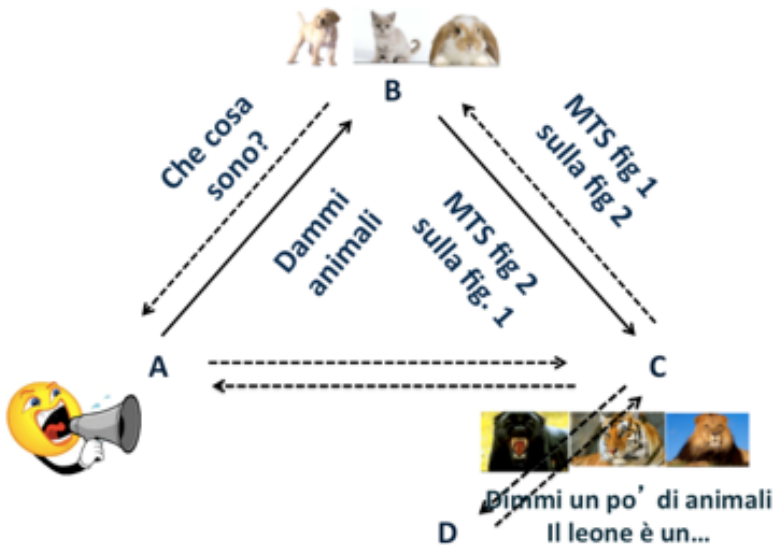 B
Che cosa
sono?
Dammi
animali
MTS fig 2
sulla fig. 1
MTS fig 1
sulla fig 2
A
C
Dimmi un po’ di animali
D
Il leone è un...